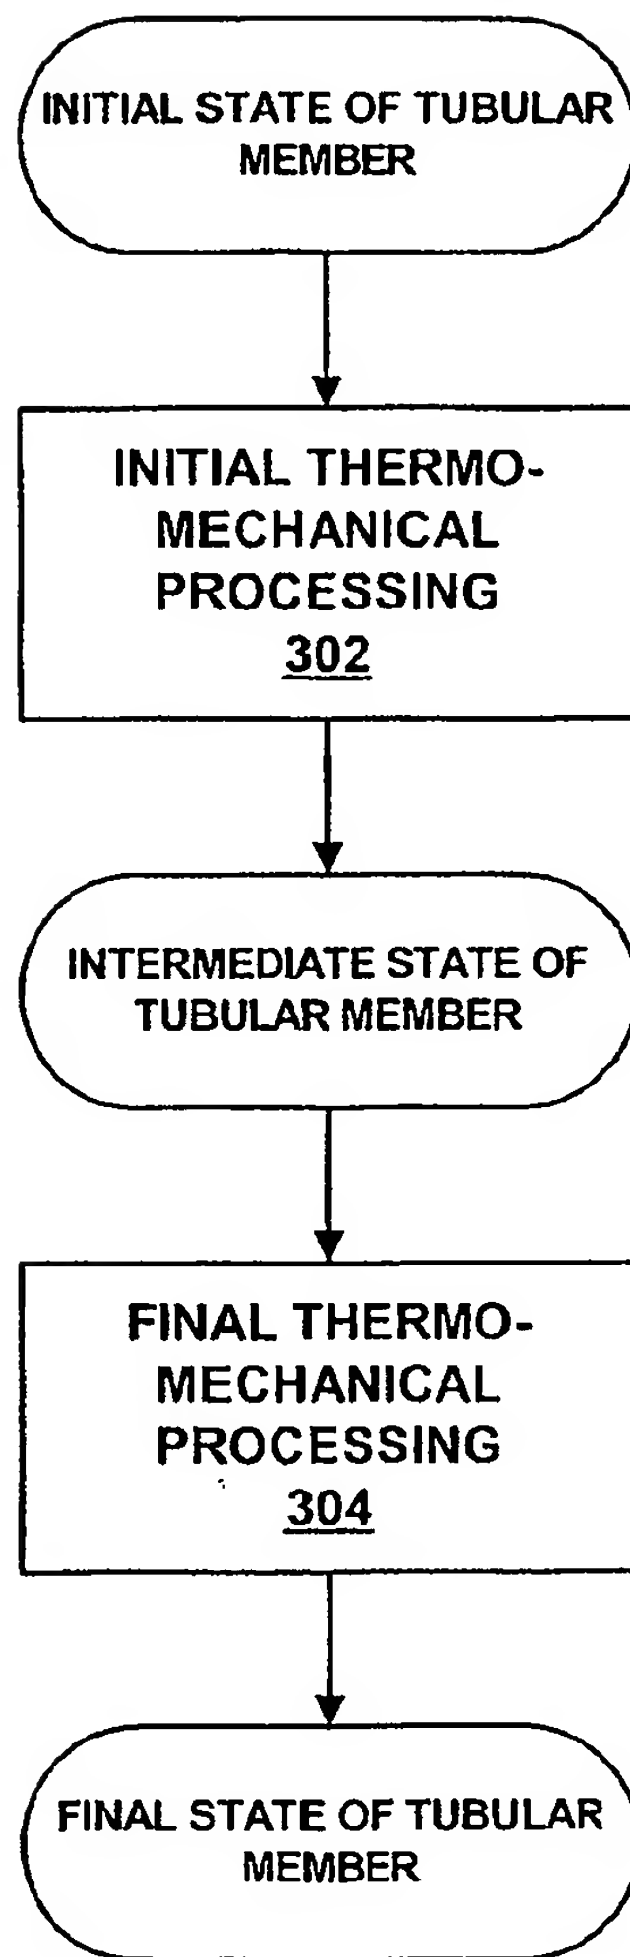 INITIAL STATE OF TUBULAR
MEMBER
INITIAL THERMO-
MECHANICAL
PROCESSING
302
INTERMEDIATE STATE OF
TUBULAR MEMBER
FINAL THERMO-
MECHANICAL
PROCESSING
304
FINAL STATE OF TUBULAR
MEMBER